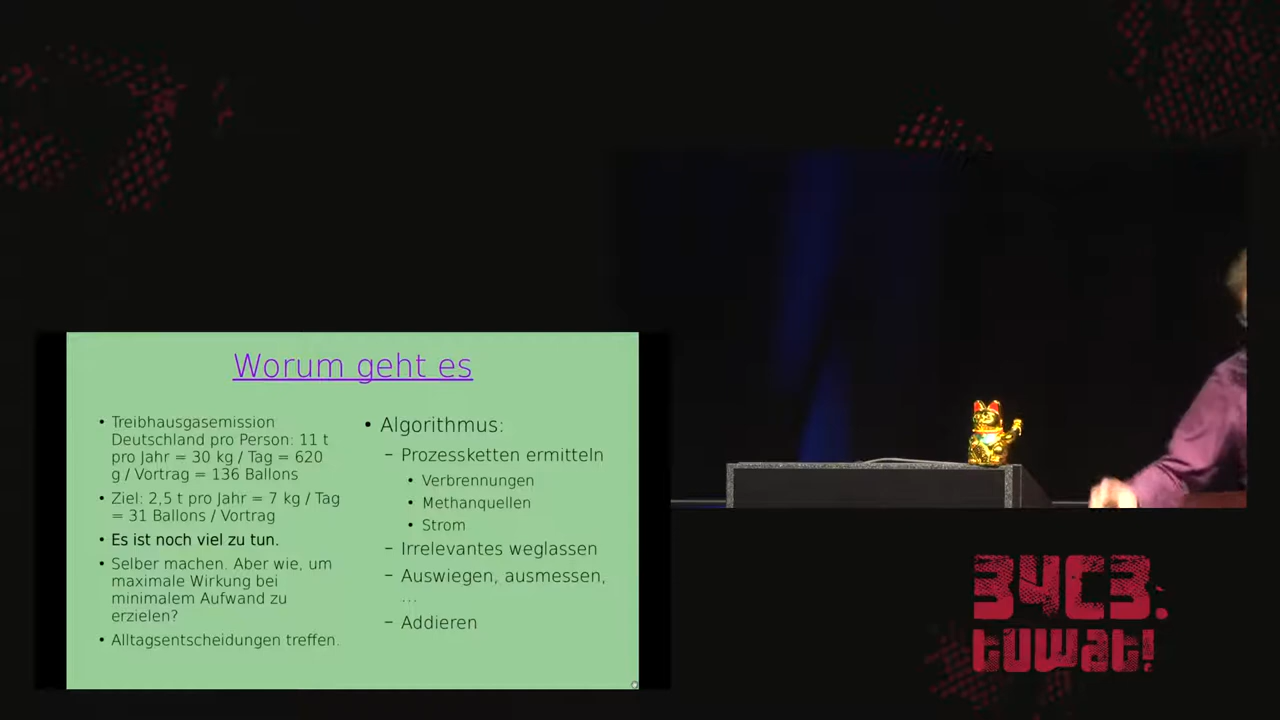 Worum geht es
• Treibhausgasemission
Deutschland pro Person: 11 t
pro Jahr = 30 kg / Tag = 620
g / Vortrag = 136 Ballons
• Ziel: 2,5 t pro Jahr = 7 kg / Tag
= 31 Ballons / Vortrag
• Es ist noch viel zu tun.
• Selber machen. Aber wie, um
maximale Wirkung bei
minimalem Aufwand zu
erzielen?
• Alltagsentscheidungen treffen.
• Algorithmus:
– Prozessketten ermitteln
• Verbrennungen
• Methanquellen
• Strom
– Irrelevantes weglassen
– Auswiegen, ausmessen,
...
– Addieren
34C3.
tuwat!